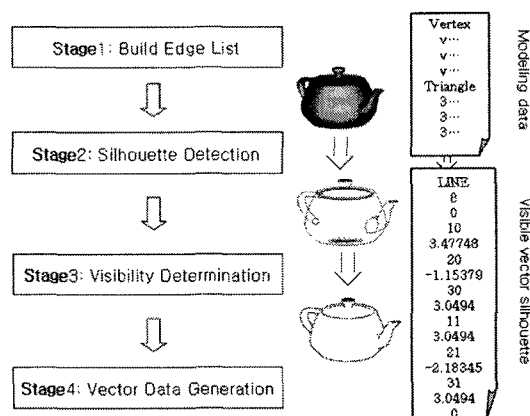 Stage1: Build Edge List
Stage2: Silhouette Detection
Stage3: Visibility Determination
Stage4: Vector Data Generation
Vertex
v…
v…
v…
Triangle
3…
3…
3…
Modeling data
LINE
8
0
10
3.47748
20
-1.15379
30
3.0494
11
3.0494
21
-2.18345
31
3.0494
0
Visible vector silhouette